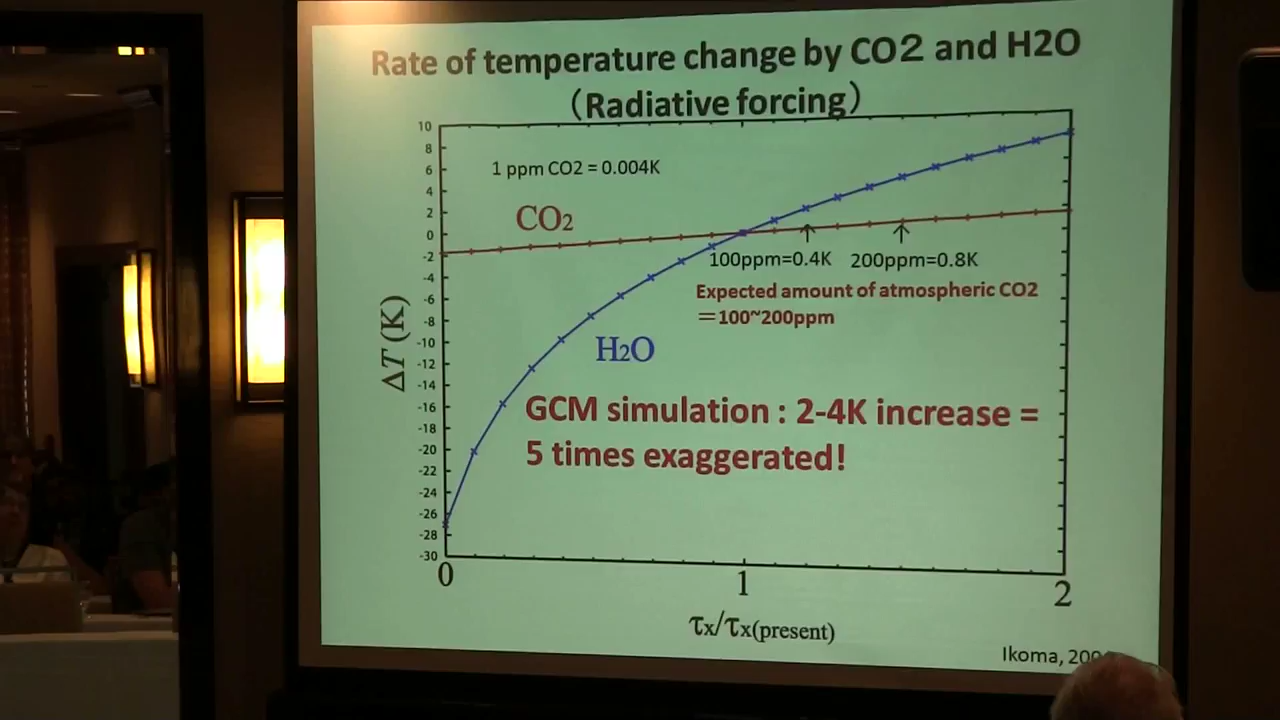 Rate of temperature change by CO2 and H2O
（Radiative forcing）
10
8
6
4
2
0
-2
-4
-6
-8
-10
-12
-14
-16
-18
-20
-22
-24
-26
-28
-30
ΔT (K)
1 ppm CO2 = 0.004K
CO2
100ppm=0.4K 200ppm=0.8K
Expected amount of atmospheric CO2
＝100~200ppm
H2O
GCM simulation : 2-4K increase =
5 times exaggerated!
0 1 2
τx/τx(present)
Ikoma,